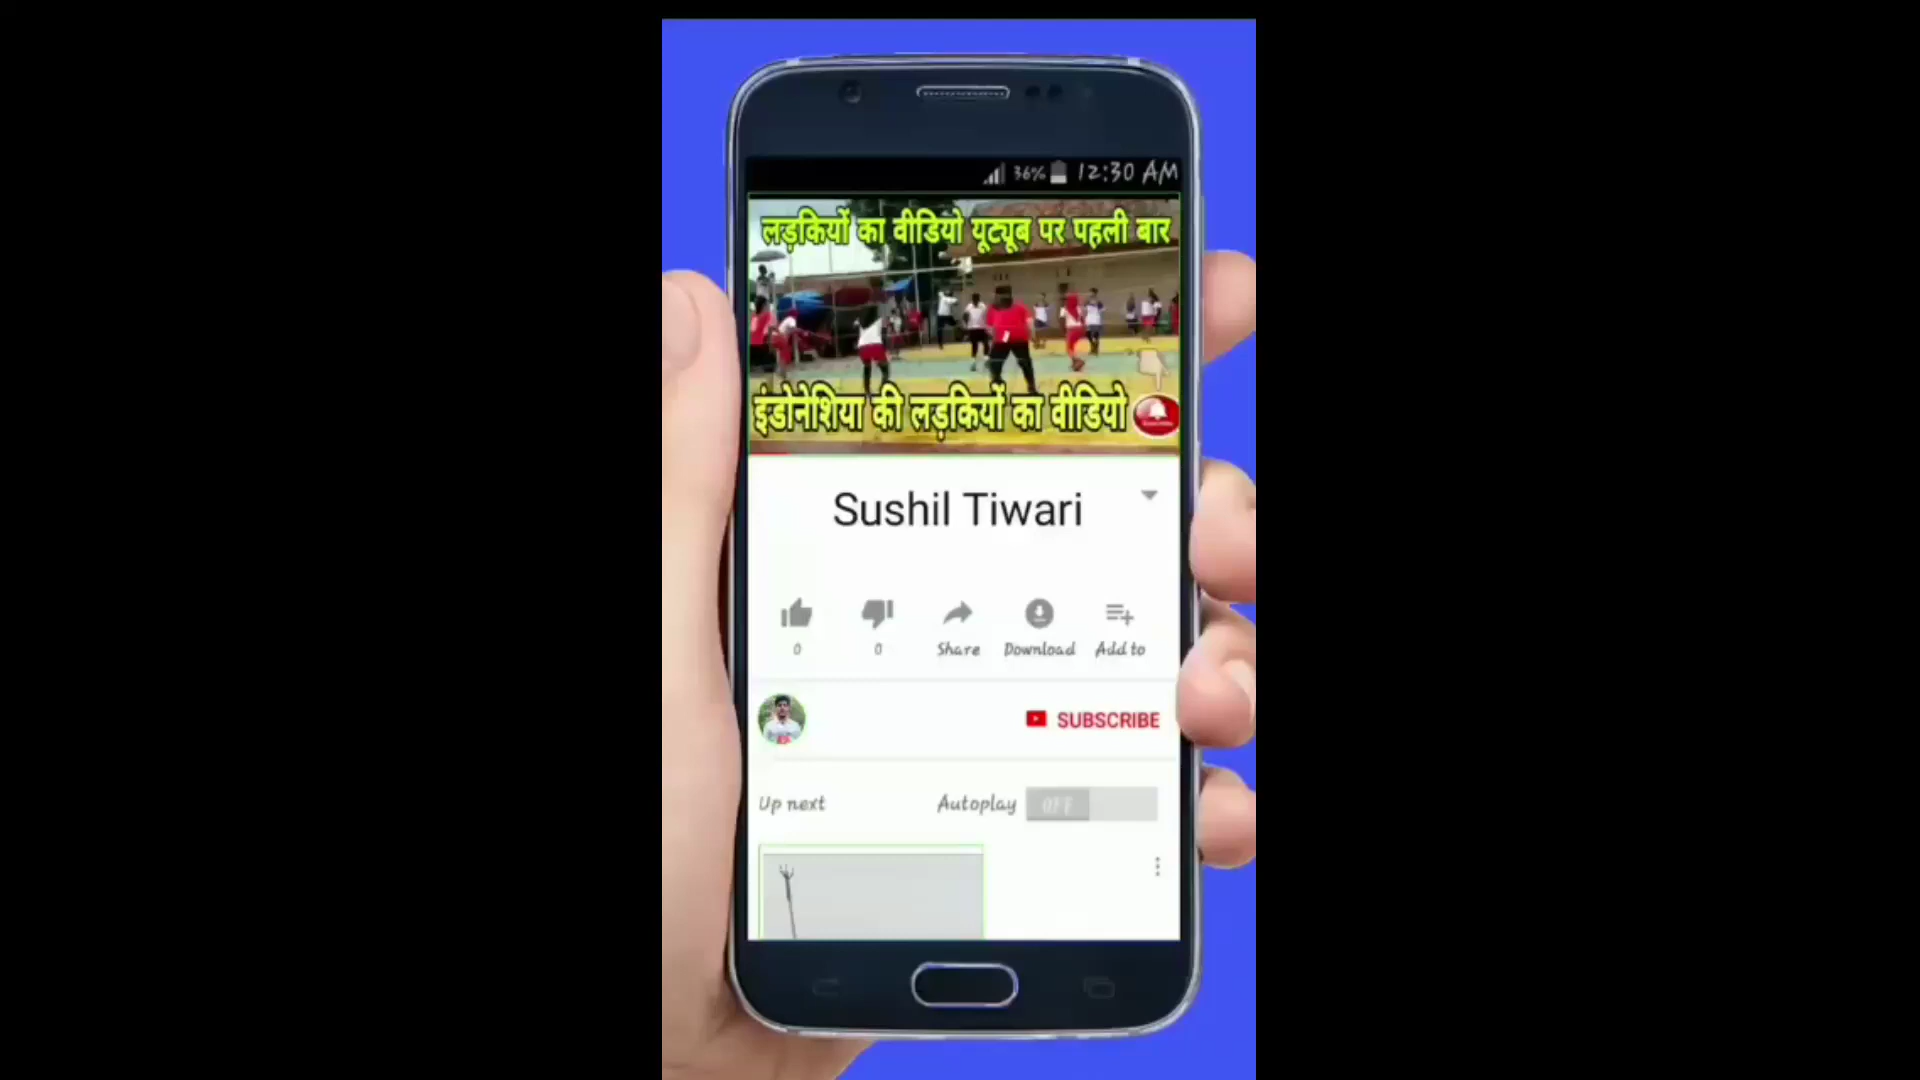 36% 12:30 AM
लड़कियों का वीडियो यूट्यूब पर पहली बार
इंडोनेशिया की लड़कियों का वीडियो
Sushil Tiwari
0 0 Share Download Add to
SUBSCRIBE
Up next Autoplay OFF